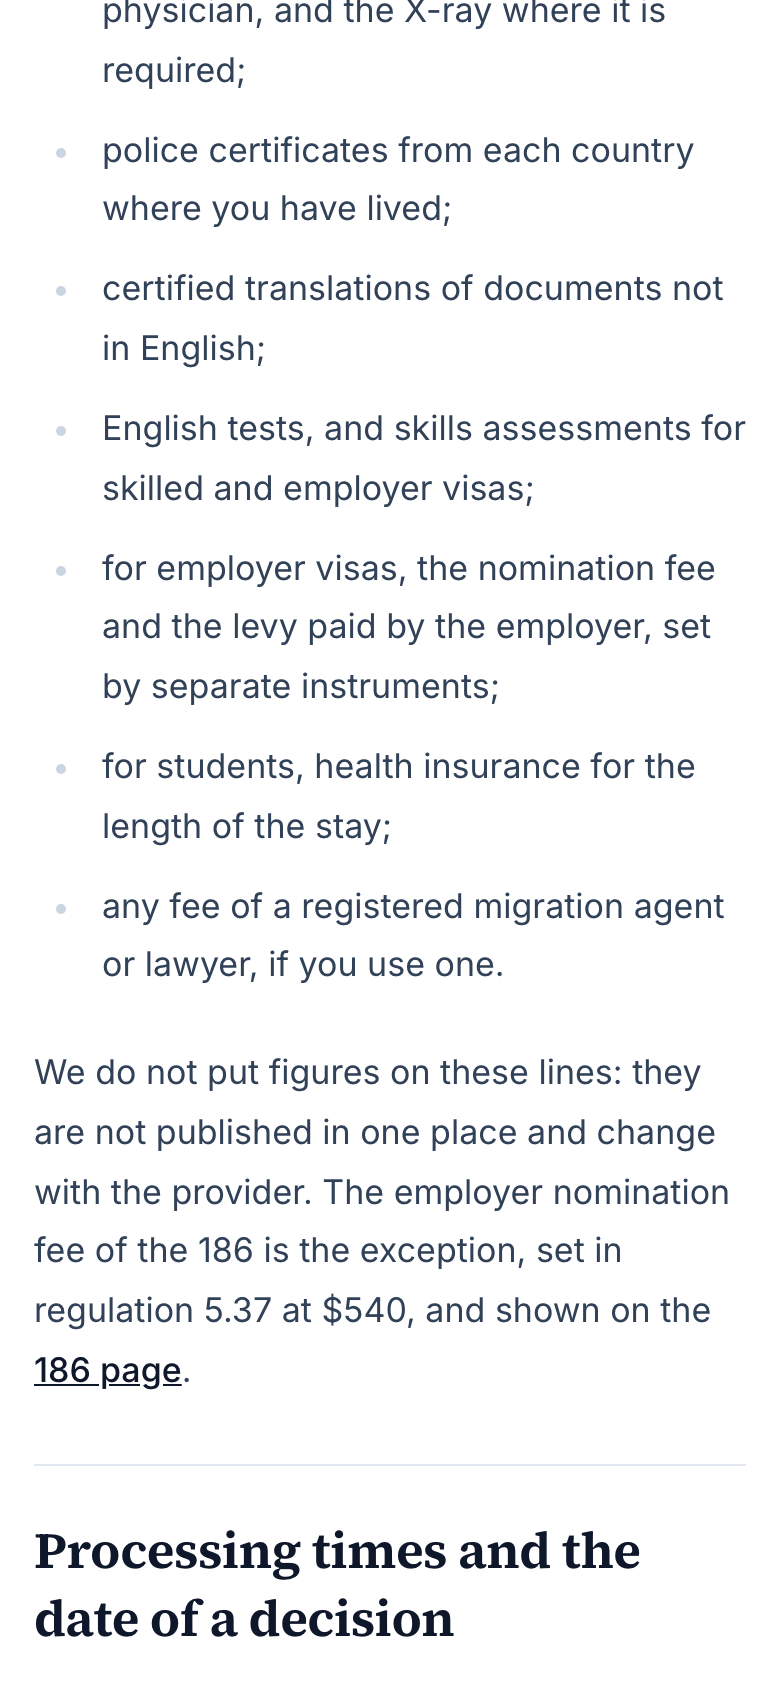 physician, and the X-ray where it is
required;
police certificates from each country
where you have lived;
certified translations of documents not
in English;
English tests, and skills assessments for
skilled and employer visas;
for employer visas, the nomination fee
and the levy paid by the employer, set
by separate instruments;
for students, health insurance for the
length of the stay;
any fee of a registered migration agent
or lawyer, if you use one.
We do not put figures on these lines: they
are not published in one place and change
with the provider. The employer nomination
fee of the 186 is the exception, set in
regulation 5.37 at $540, and shown on the
186 page.
Processing times and the
date of a decision